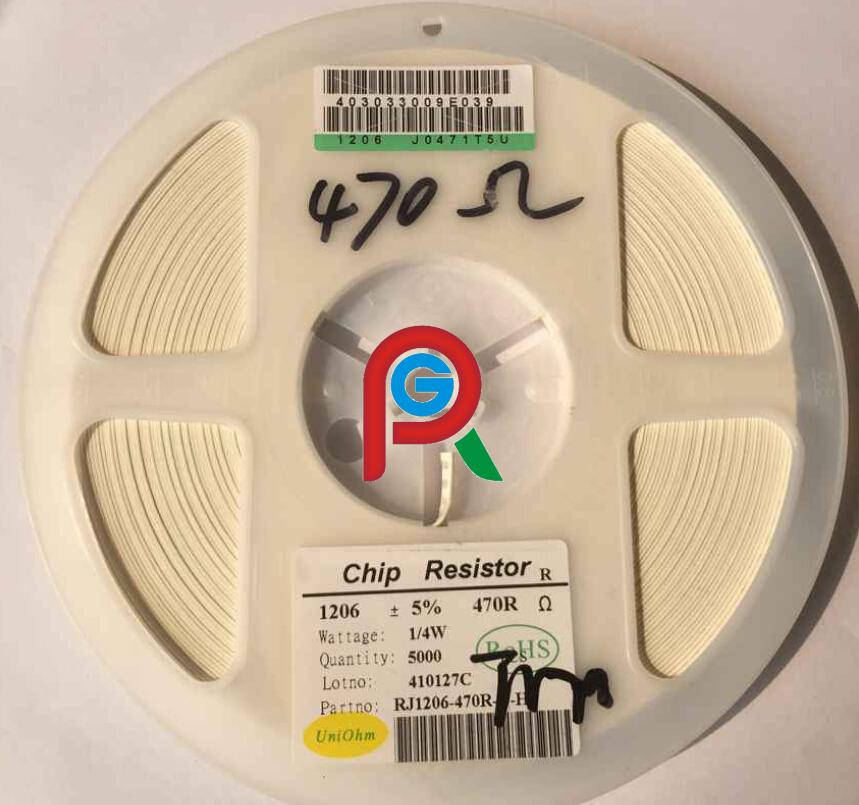 403033009E039
1206 J0471T5U
470 Ω
PGR
Chip Resistor R
1206 ± 5% 470R Ω
Wattage: 1/4W
RoHS
Quantity: 5000
Lotno: 410127C
Partno:
UniOhm